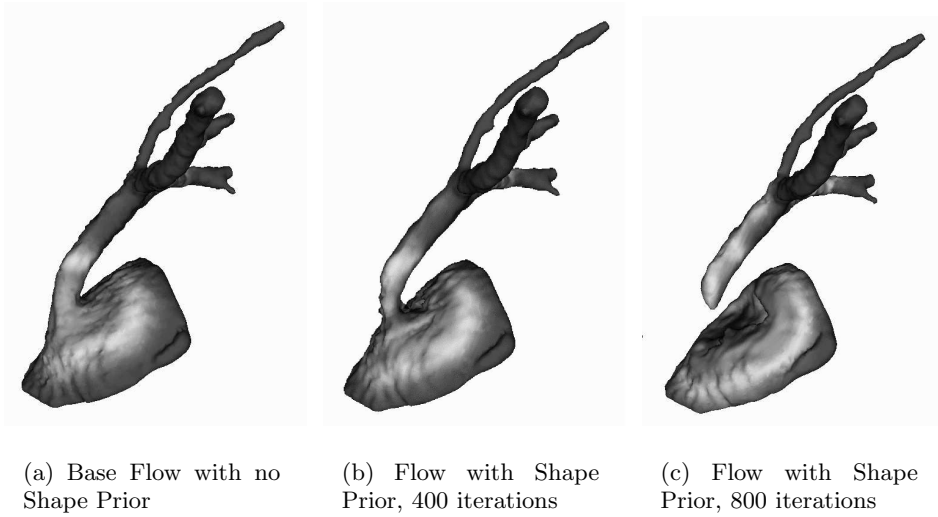 (a) Base Flow with no
Shape Prior
(b) Flow with Shape
Prior, 400 iterations
(c) Flow with Shape
Prior, 800 iterations